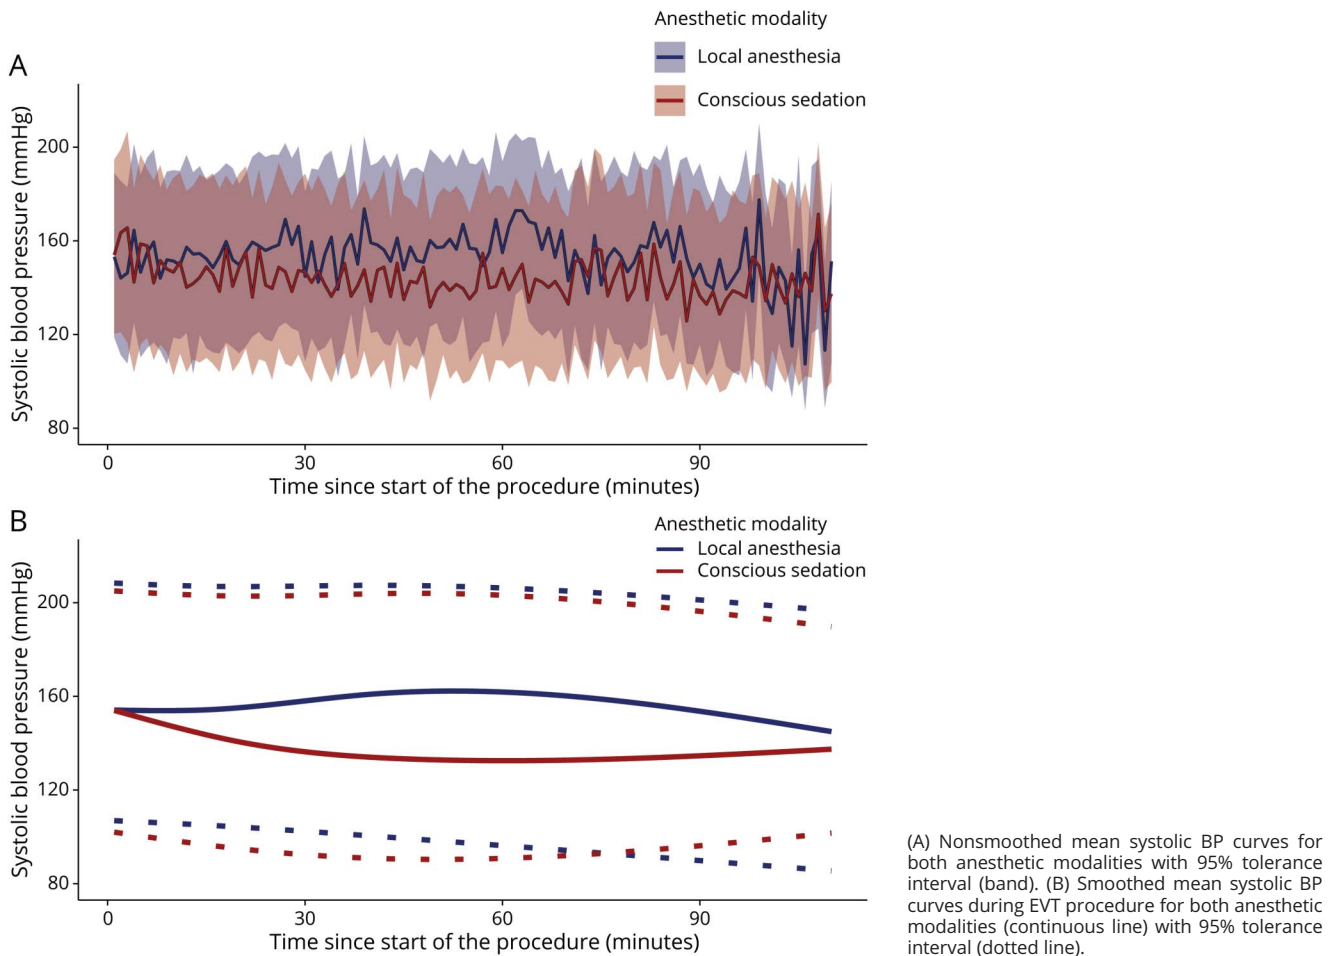 Anesthetic modality
Local anesthesia
Conscious sedation
A
Systolic blood pressure (mmHg)
200
160
120
80
0 30 60 90
Time since start of the procedure (minutes)
B
Anesthetic modality
Local anesthesia
Conscious sedation
Systolic blood pressure (mmHg)
200
160
120
80
0 30 60 90
Time since start of the procedure (minutes)
(A) Nonsmoothed mean systolic BP curves for
both anesthetic modalities with 95% tolerance
interval (band). (B) Smoothed mean systolic BP
curves during EVT procedure for both anesthetic
modalities (continuous line) with 95% tolerance
interval (dotted line).